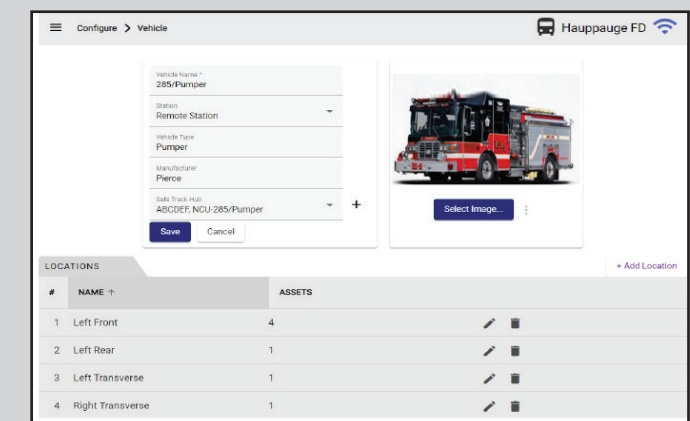 Configure > Vehicle
Hauppauge FD
Vehicle Name *
285/Pumper
Station
Remote Station
Vehicle Type
Pumper
Manufacturer
Pierce
Safe Track Hub
ABCDEF, NCU-285/Pumper
+
Save
Cancel
Select Image...
LOCATIONS
+ Add Location
# NAME ↑ ASSETS
1 Left Front 4
2 Left Rear 1
3 Left Transverse 1
4 Right Transverse 1